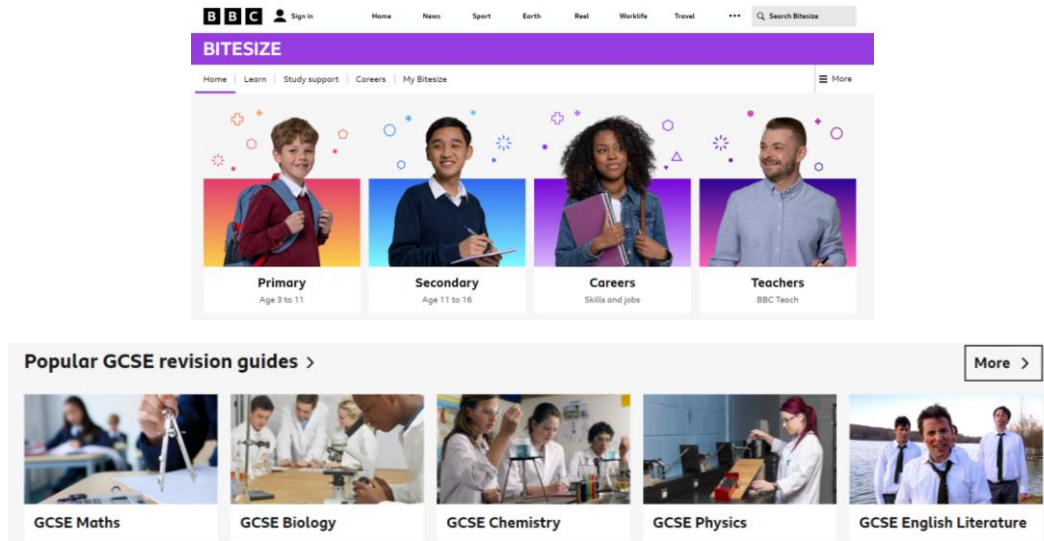 BBC Sign in Home News Sport Earth Reel Worklife Travel ••• Search Bitesize
BITESIZE
Home Learn Study support Careers My Bitesize More
Primary
Age 3 to 11
Secondary
Age 11 to 16
Careers
Skills and jobs
Teachers
BBC Teach
Popular GCSE revision guides >
More >
GCSE Maths
GCSE Biology
GCSE Chemistry
GCSE Physics
GCSE English Literature